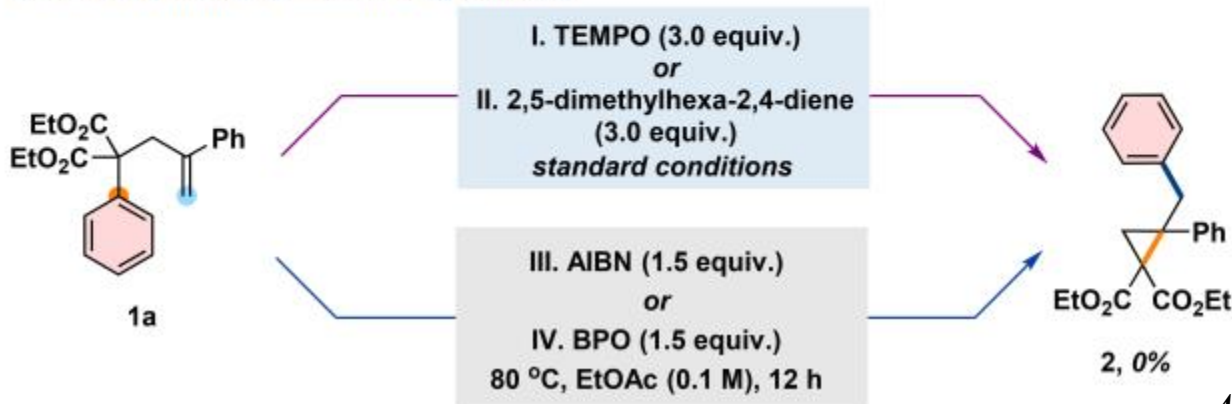 I. TEMPO (3.0 equiv.)
or
II. 2,5-dimethylhexa-2,4-diene
(3.0 equiv.)
standard conditions
EtO₂C
EtO₂C
Ph
1a
III. AIBN (1.5 equiv.)
or
IV. BPO (1.5 equiv.)
80 °C, EtOAc (0.1 M), 12 h
Ph
EtO₂C CO₂Et
2, 0%